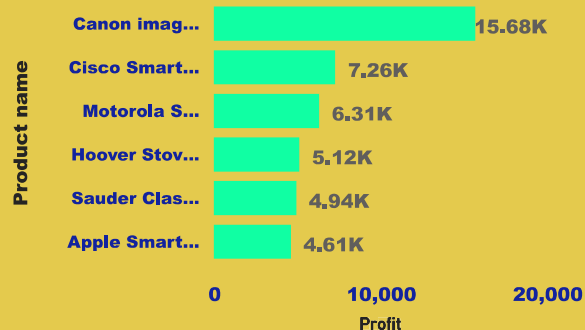 Product name
Canon imag... 15.68K
Cisco Smart... 7.26K
Motorola S... 6.31K
Hoover Stov... 5.12K
Sauder Clas... 4.94K
Apple Smart... 4.61K
0 10,000 20,000
Profit